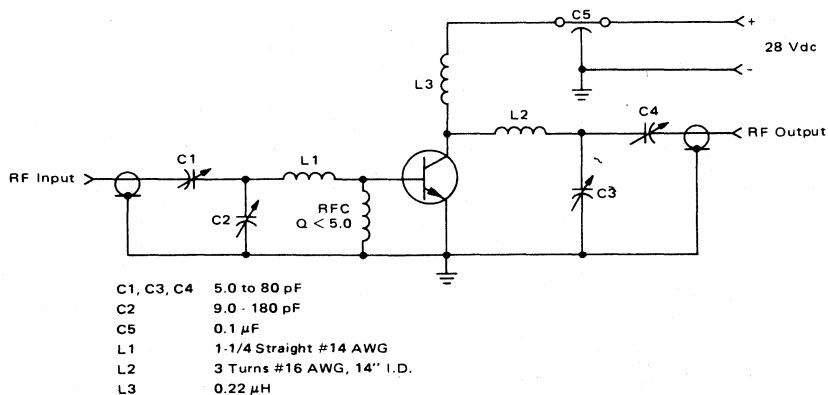 C5
+
28 Vdc
-
L3
L2
C4
RF Output
C1
L1
RF Input
C2
RFC
Q < 5.0
C3
C1, C3, C4 5.0 to 80 pF
C2 9.0 - 180 pF
C5 0.1 μF
L1 1-1/4 Straight #14 AWG
L2 3 Turns #16 AWG, 14" I.D.
L3 0.22 μH